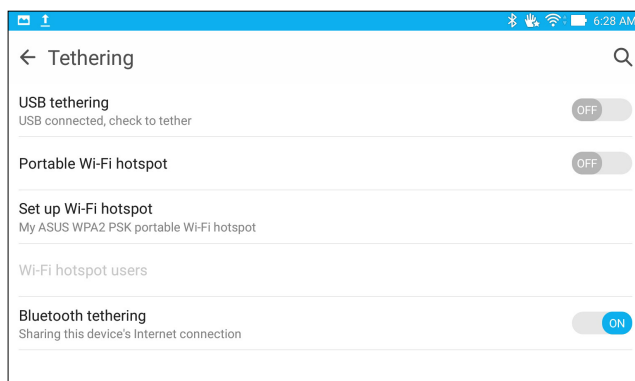 6:28 AM
Tethering
USB tethering
OFF
USB connected, check to tether
Portable Wi-Fi hotspot
OFF
Set up Wi-Fi hotspot
My ASUS WPA2 PSK portable Wi-Fi hotspot
Wi-Fi hotspot users
Bluetooth tethering
ON
Sharing this device's Internet connection